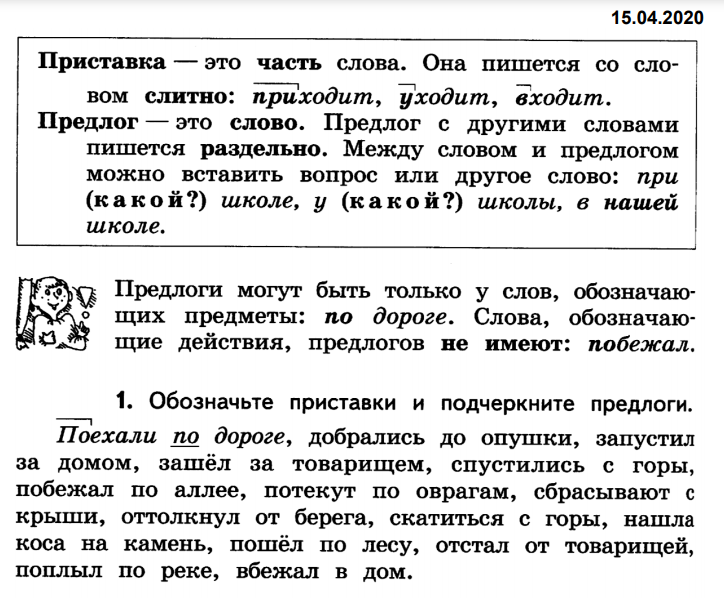 15.04.2020
Приставка — это часть слова. Она пишется со сло-
вом слитно: приходит, уходит, входит.
Предлог — это слово. Предлог с другими словами
пишется раздельно. Между словом и предлогом
можно вставить вопрос или другое слово: при
(какой?) школе, у (какой?) школы, в нашей
школе.
Предлоги могут быть только у слов, обозначаю-
щих предметы: по дороге. Слова, обозначаю-
щие действия, предлогов не имеют: побежал.
1. Обозначьте приставки и подчеркните предлоги.
Поехали по дороге, добрались до опушки, запустил
за домом, зашёл за товарищем, спустились с горы,
побежал по аллее, потекут по оврагам, сбрасывают с
крыши, оттолкнул от берега, скатиться с горы, нашла
коса на камень, пошёл по лесу, отстал от товарищей,
поплыл по реке, вбежал в дом.